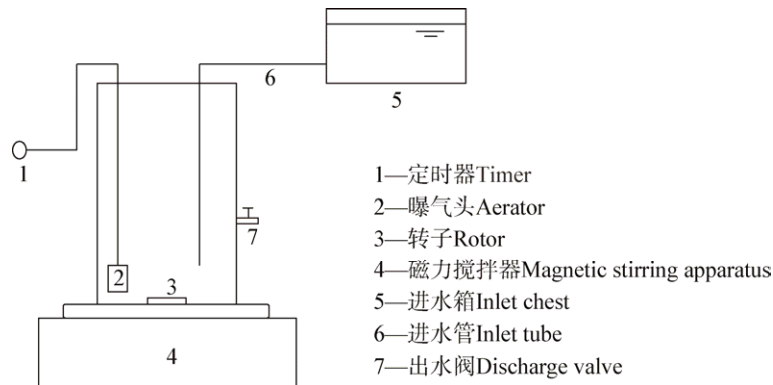 6
5
1
7
2
3
4
1—定时器Timer
2—曝气头Aerator
3—转子Rotor
4—磁力搅拌器Magnetic stirring apparatus
5—进水箱Inlet chest
6—进水管Inlet tube
7—出水阀Discharge valve